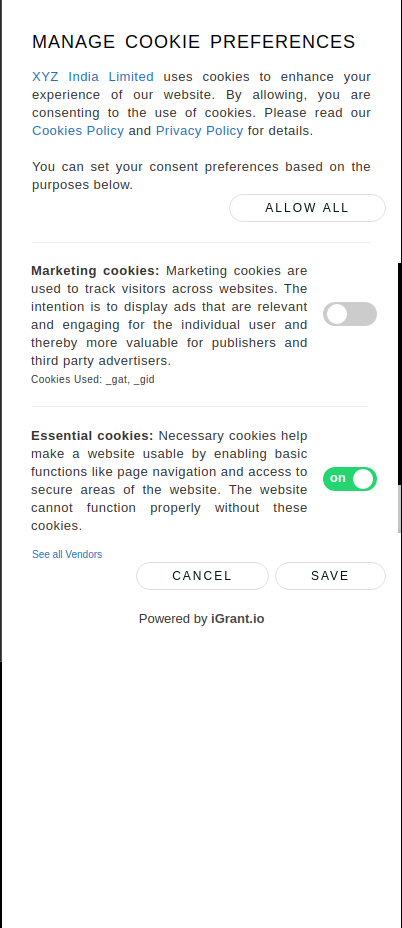 MANAGE COOKIE PREFERENCES
XYZ India Limited uses cookies to enhance your
experience of our website. By allowing, you are
consenting to the use of cookies. Please read our
Cookies Policy and Privacy Policy for details.
You can set your consent preferences based on the
purposes below.
ALLOW ALL
Marketing cookies: Marketing cookies are
used to track visitors across websites. The
intention is to display ads that are relevant
and engaging for the individual user and
thereby more valuable for publishers and
third party advertisers.
Cookies Used: _gat, _gid
Essential cookies: Necessary cookies help
make a website usable by enabling basic
functions like page navigation and access to
secure areas of the website. The website
cannot function properly without these
cookies.
on
See all Vendors
CANCEL
SAVE
Powered by iGrant.io